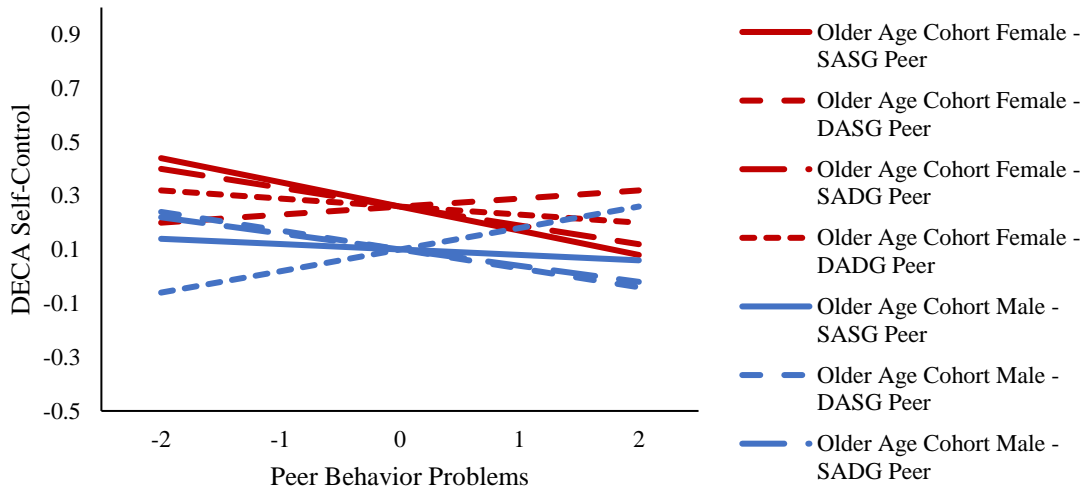 0.9
0.7
0.5
0.3
0.1
-0.1
-0.3
-0.5
DECA Self-Control
-2 -1 0 1 2
Peer Behavior Problems
Older Age Cohort Female -
SASG Peer
Older Age Cohort Female -
DASG Peer
Older Age Cohort Female -
SADG Peer
Older Age Cohort Female -
DADG Peer
Older Age Cohort Male -
SASG Peer
Older Age Cohort Male -
DASG Peer
Older Age Cohort Male -
SADG Peer